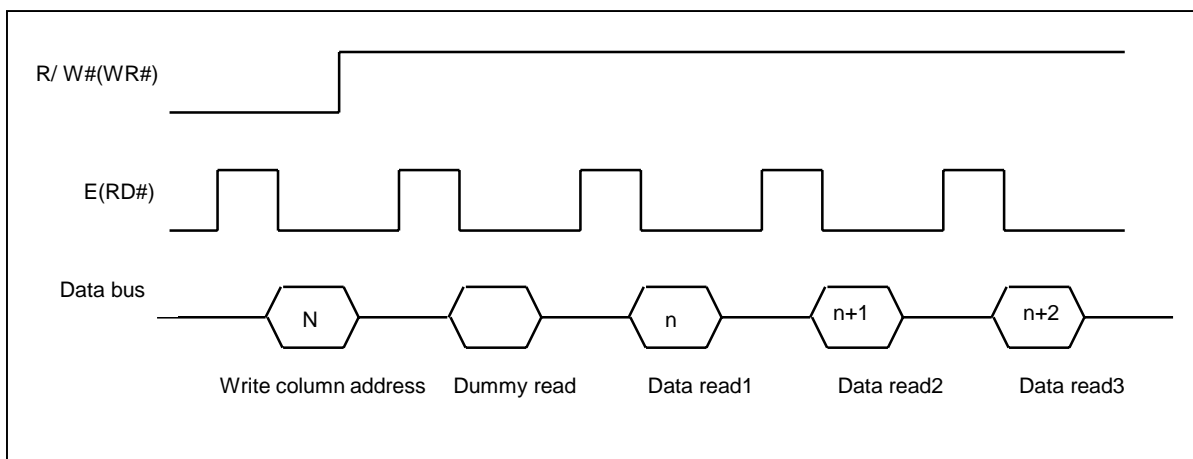 R/ W#(WR#)
E(RD#)
Data bus
N
n
n+1
n+2
Write column address Dummy read Data read1 Data read2 Data read3